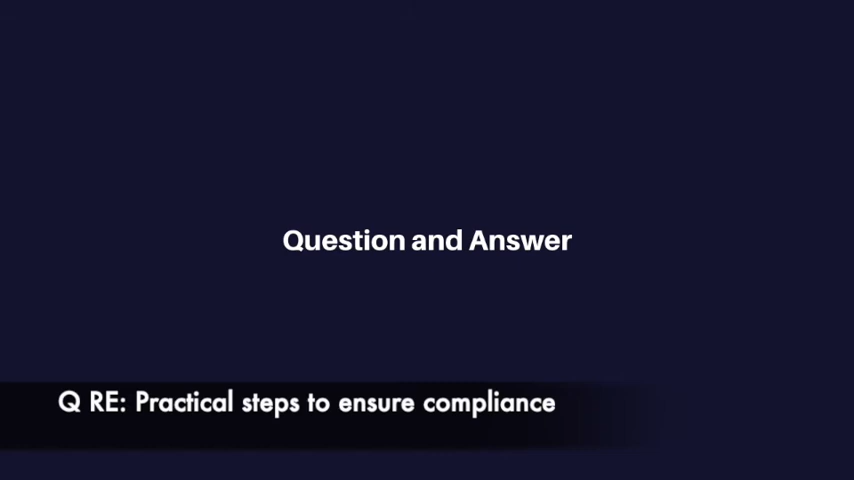 Question and Answer
Q RE: Practical steps to ensure compliance